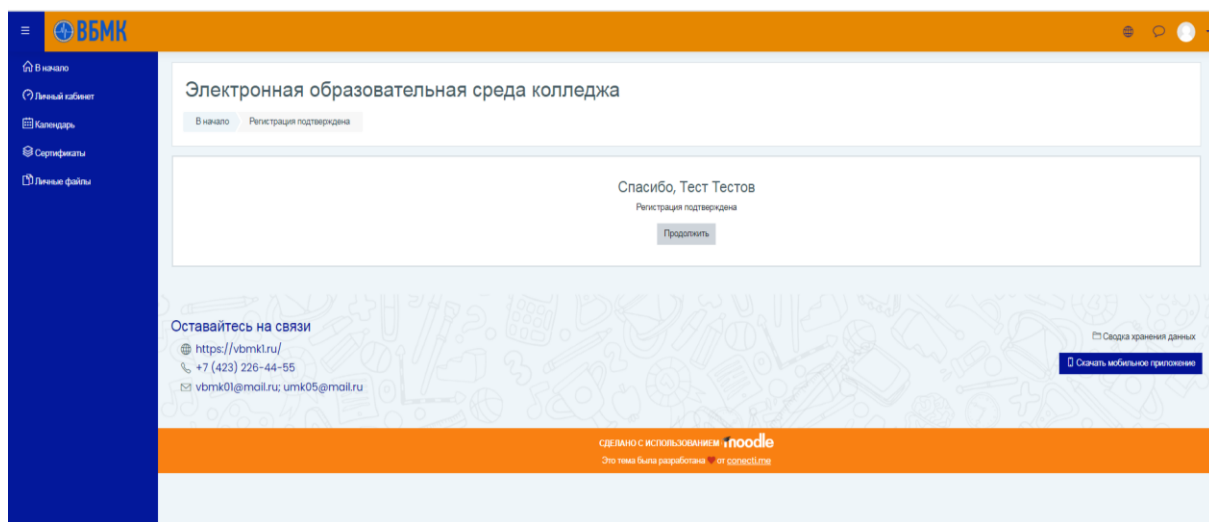 ВБМК
В начало
Личный кабинет
Календарь
Сертификаты
Личные файлы
Электронная образовательная среда колледжа
В начало Регистрация подтверждена
Спасибо, Тест Тестов
Регистрация подтверждена
Продолжить
Оставайтесь на связи
https://vbmk1.ru/
+7 (423) 226-44-55
vbmk01@mail.ru; umk05@mail.ru
Сводка хранения данных
Скачать мобильное приложение
СДЕЛАНО С ИСПОЛЬЗОВАНИЕМ moodle
Это тема была разработана от conecti.me